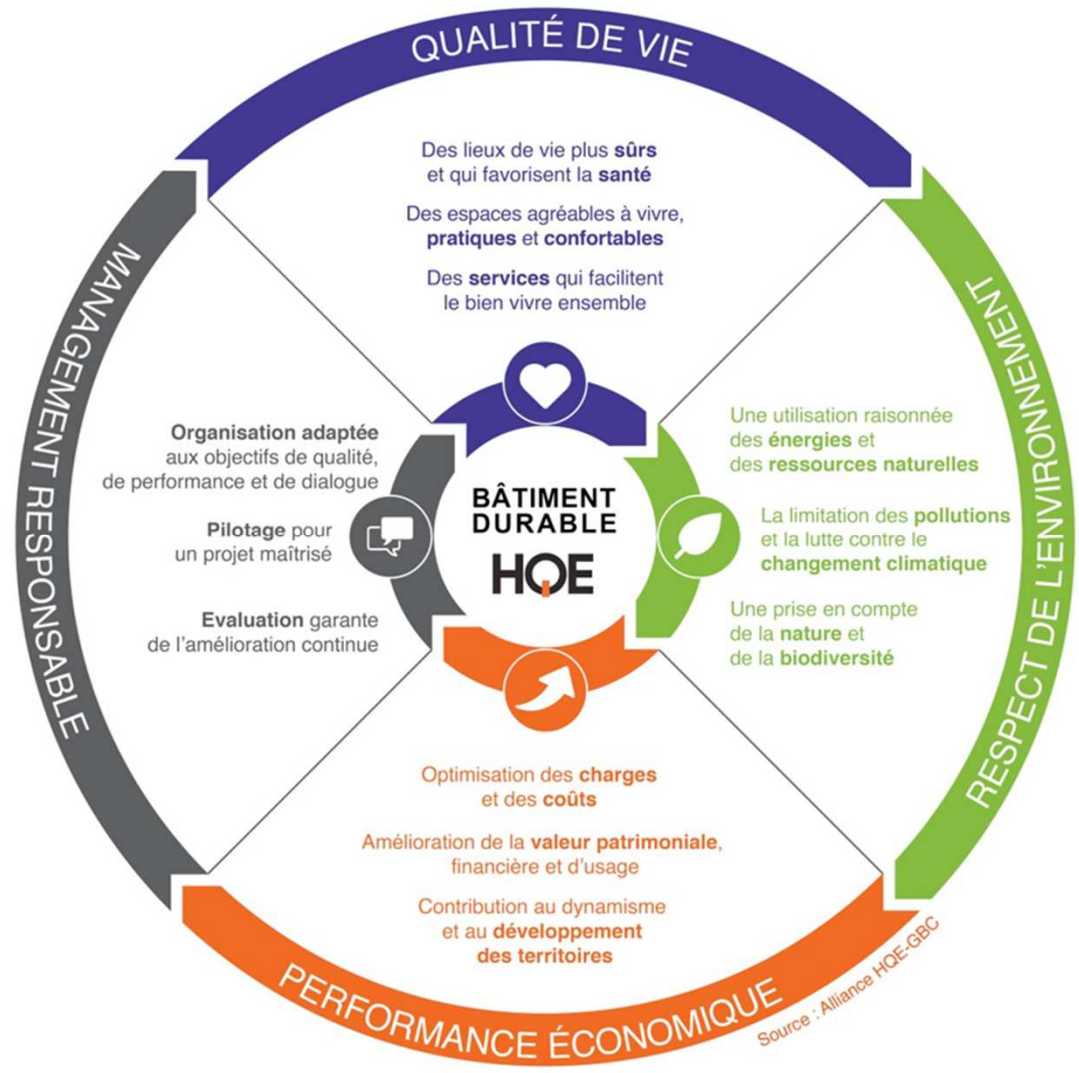 QUALITÉ DE VIE
Des lieux de vie plus sûrs
et qui favorisent la santé
Des espaces agréables à vivre,
pratiques et confortables
Des services qui facilitent
le bien vivre ensemble
RESPECT DE L'ENVIRONNEMENT
Une utilisation raisonnée
des énergies et
des ressources naturelles
La limitation des pollutions
et la lutte contre le
changement climatique
Une prise en compte
de la nature et
de la biodiversité
PERFORMANCE ÉCONOMIQUE
Optimisation des charges
et des coûts
Amélioration de la valeur patrimoniale,
financière et d'usage
Contribution au dynamisme
et au développement
des territoires
MANAGEMENT RESPONSABLE
Organisation adaptée
aux objectifs de qualité,
de performance et de dialogue
Pilotage pour
un projet maîtrisé
Evaluation garante
de l'amélioration continue
BÂTIMENT
DURABLE
HQE
Source : Alliance HQE-GBC